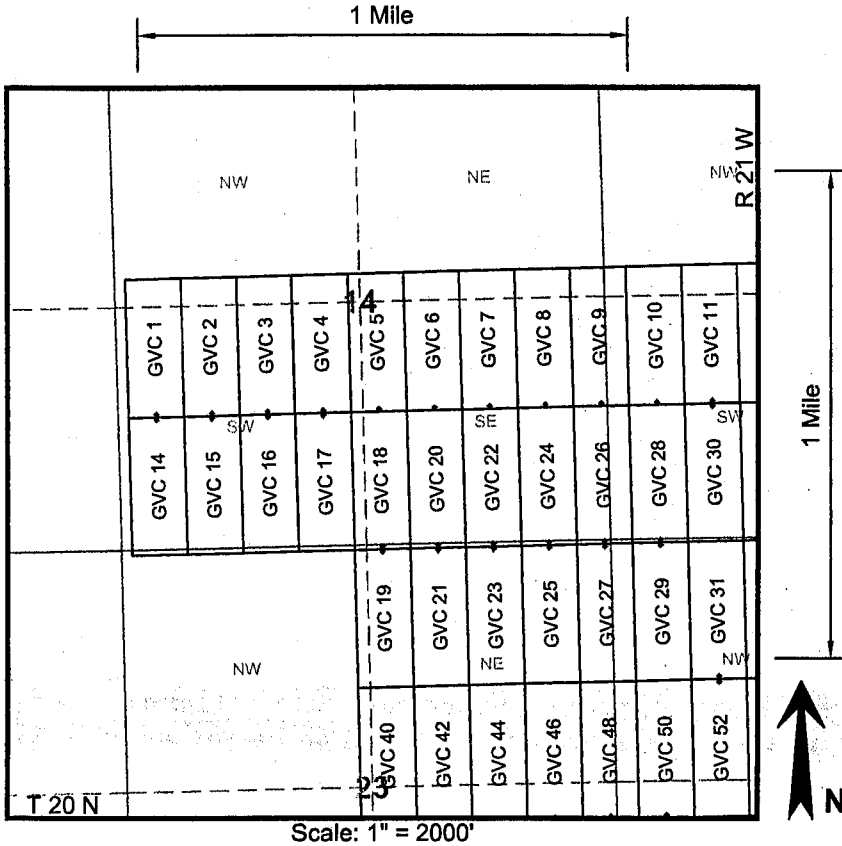 1 Mile
R 21 W
NW
NE
NW
14
GVC 1
GVC 2
GVC 3
GVC 4
GVC 5
GVC 6
GVC 7
GVC 8
GVC 9
GVC 10
GVC 11
1 Mile
SW
SE
SW
GVC 14
GVC 15
GVC 16
GVC 17
GVC 18
GVC 20
GVC 22
GVC 24
GVC 26
GVC 28
GVC 30
GVC 19
GVC 21
GVC 23
GVC 25
GVC 27
GVC 29
GVC 31
NW
NE
NW
GVC 40
GVC 42
GVC 44
GVC 46
GVC 48
GVC 50
GVC 52
23
T 20 N
N
Scale: 1" = 2000'